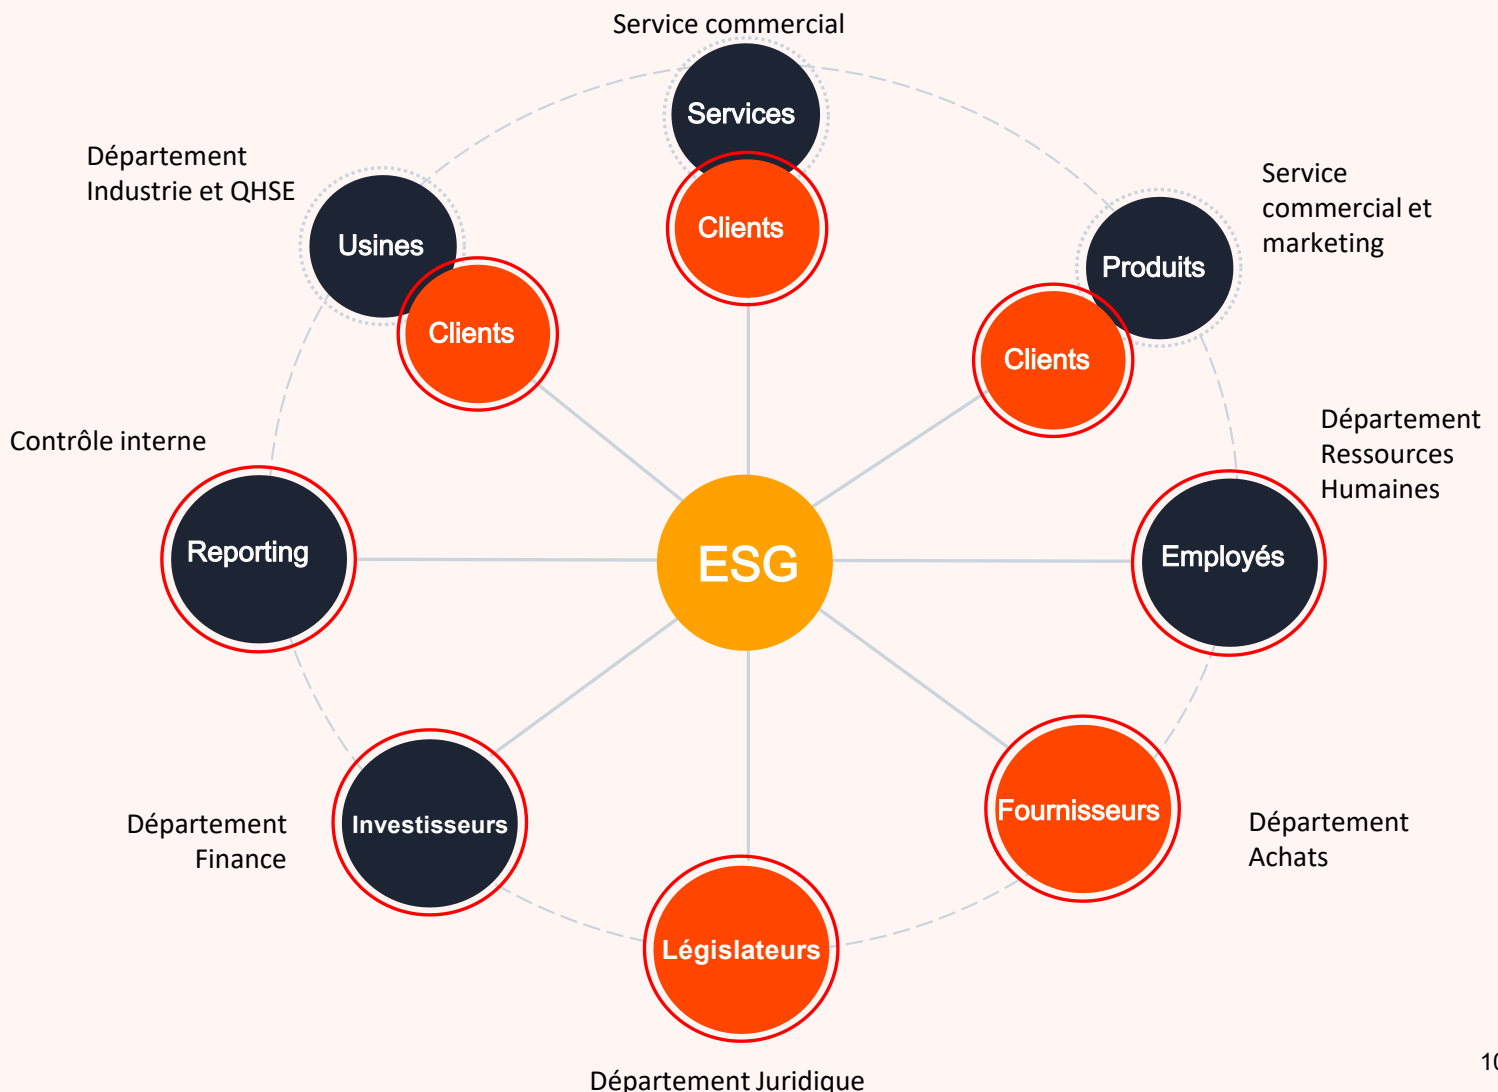 Service commercial
Services
Clients
Département
Industrie et QHSE
Usines
Clients
Service
commercial et
marketing
Produits
Clients
Contrôle interne
Reporting
ESG
Département
Ressources
Humaines
Employés
Département
Finance
Investisseurs
Fournisseurs
Département
Achats
Législateurs
Département Juridique
10